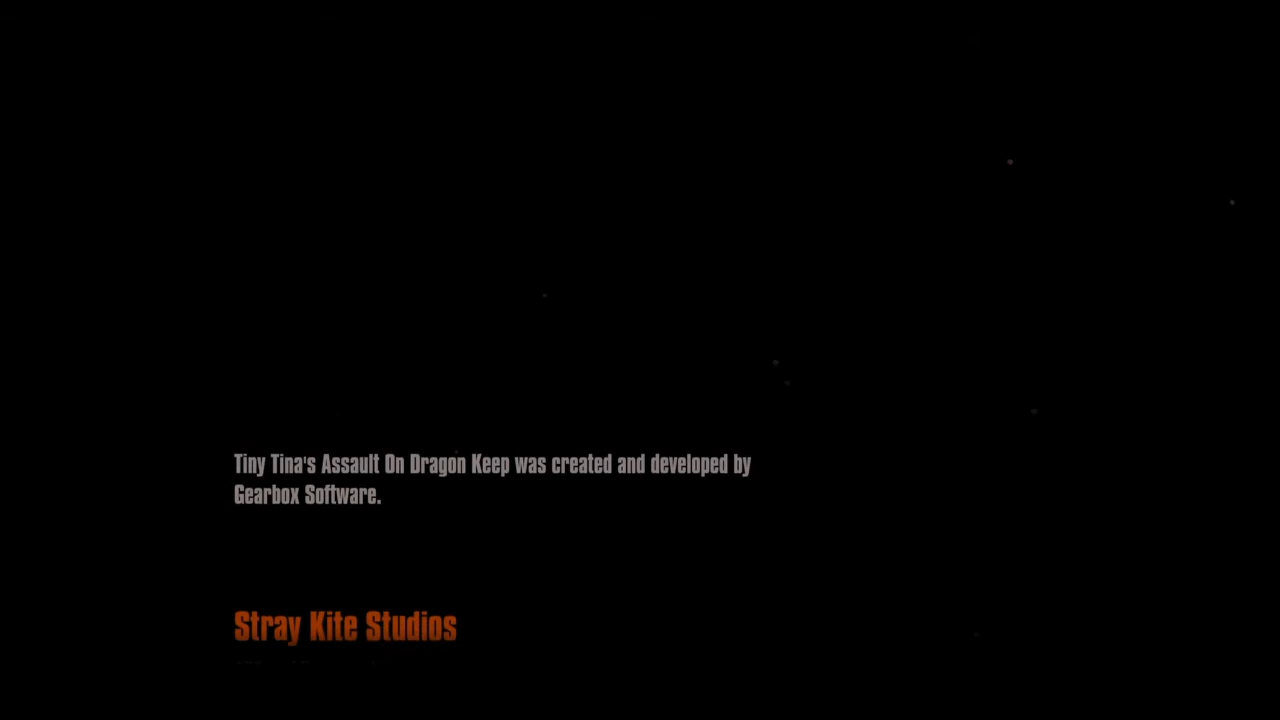 Tiny Tina's Assault On Dragon Keep was created and developed by
Gearbox Software.
Stray Kite Studios